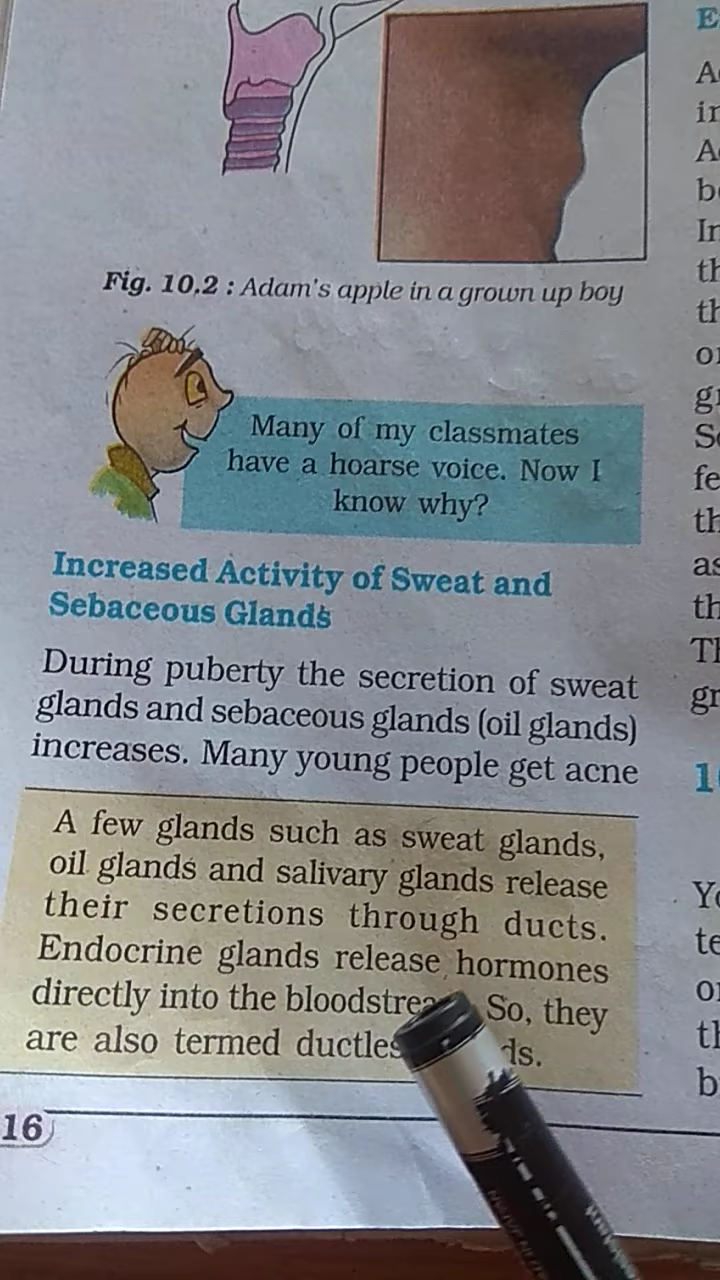 Fig. 10.2 : Adam's apple in a grown up boy
Many of my classmates
have a hoarse voice. Now I
know why?
Increased Activity of Sweat and
Sebaceous Glands
During puberty the secretion of sweat
glands and sebaceous glands (oil glands)
increases. Many young people get acne
A few glands such as sweat glands,
oil glands and salivary glands release
their secretions through ducts.
Endocrine glands release hormones
directly into the So, they
are also termed
16